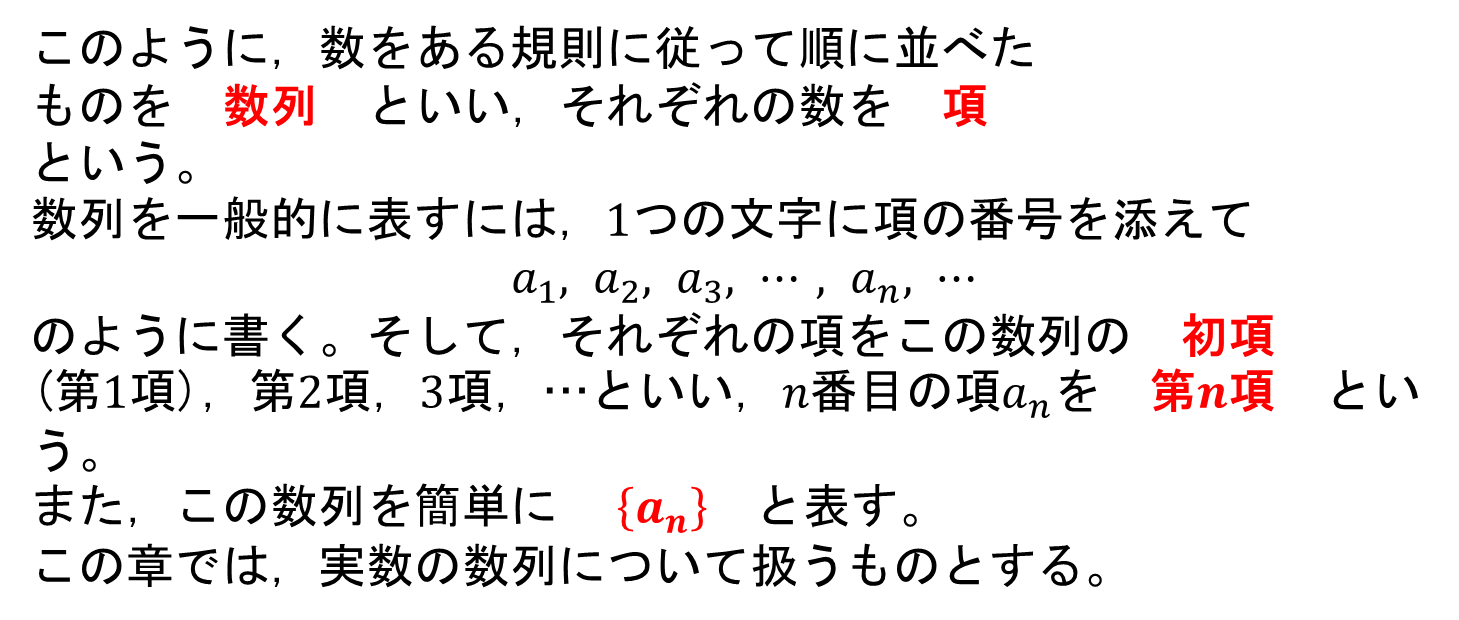 このように，数をある規則に従って順に並べた
ものを　数列　といい，それぞれの数を　項
という。
数列を一般的に表すには，1つの文字に項の番号を添えて
a₁, a₂, a₃, ⋯ , aₙ, ⋯
のように書く。そして，それぞれの項をこの数列の　初項
(第1項)，第2項，3項，⋯といい，n番目の項aₙを　第n項　とい
う。
また，この数列を簡単に　{aₙ}　と表す。
この章では，実数の数列について扱うものとする。